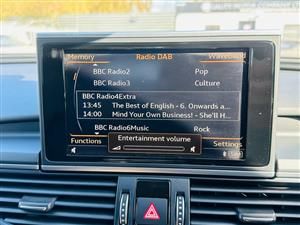 Memory Radio DAB Waveband
BBC Radio2 Pop
BBC Radio3 Culture
BBC Radio4Extra
13:45 The Best of English - 6. Onwards a...
14:00 Mind Your Own Business! - She'll H...
BBC Radio6Music Rock
Functions Entertainment volume Settings